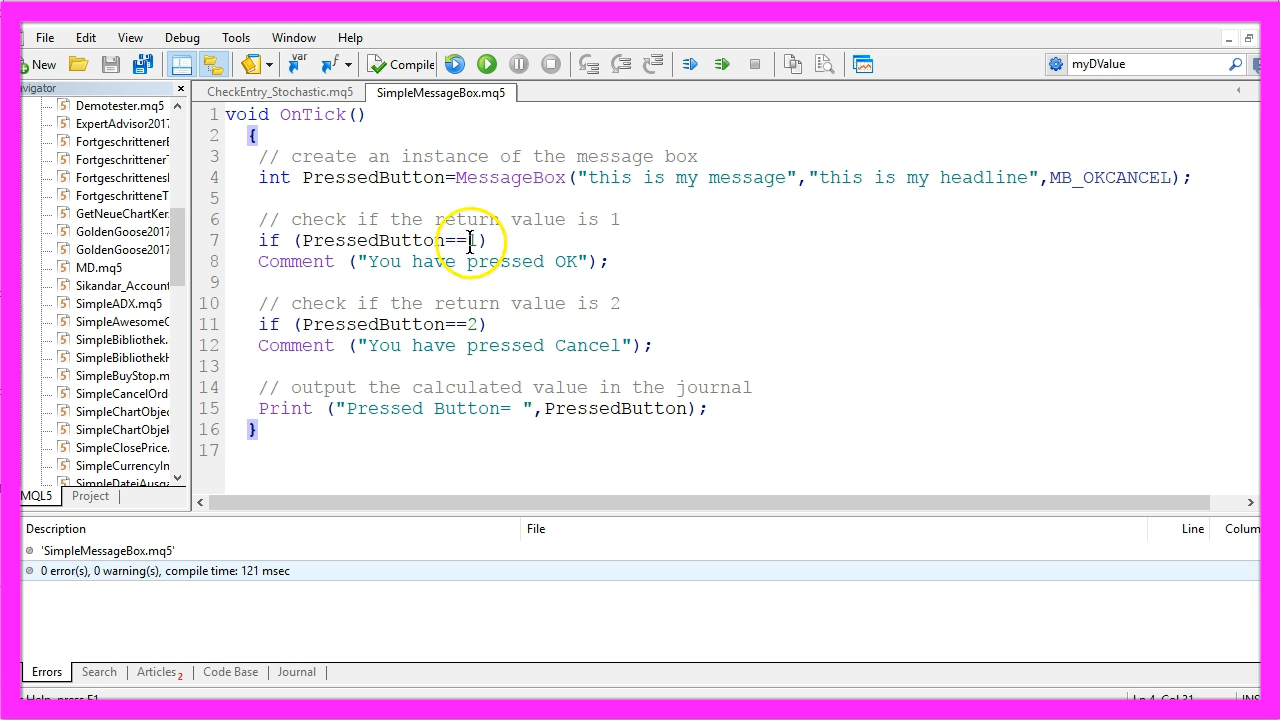 File Edit View Debug Tools Window Help
New var Compile myDValue
CheckEntry_Stochastic.mq5 SimpleMessageBox.mq5
Demotester.mq5
ExpertAdvisor2017
MD.mq5
SimpleADX.mq5
SimpleBuyStop.m
SimpleClosePrice.
MQL5 Project
1 void OnTick()
2 {
3 // create an instance of the message box
4 int PressedButton=MessageBox("this is my message","this is my headline",MB_OKCANCEL);
5
6 // check if the return value is 1
7 if (PressedButton==1)
8 Comment ("You have pressed OK");
9
10 // check if the return value is 2
11 if (PressedButton==2)
12 Comment ("You have pressed Cancel");
13
14 // output the calculated value in the journal
15 Print ("Pressed Button= ",PressedButton);
16 }
17
Description File Line Colum
'SimpleMessageBox.mq5'
0 error(s), 0 warning(s), compile time: 121 msec
Errors Search Articles 2 Code Base Journal